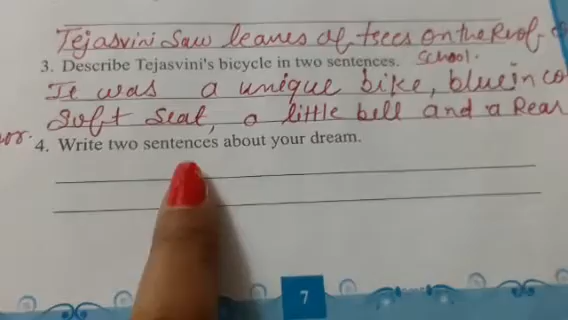 Tejasvini saw leaves of trees on the Roof of
3. Describe Tejasvini's bicycle in two sentences. School.
It was a unique bike, blue in co
Soft seat, a little bell and a Rear
4. Write two sentences about your dream.
7